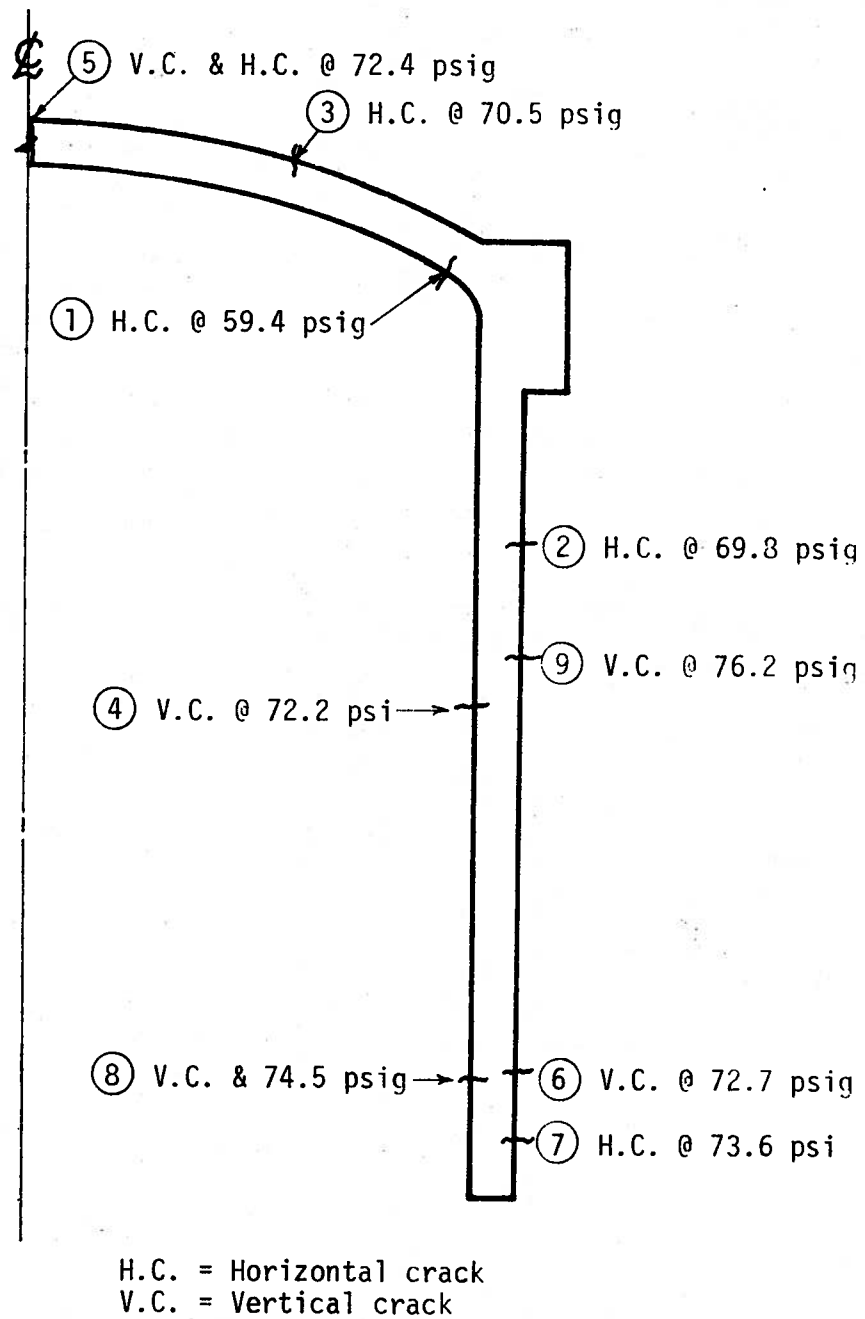 ℄ ⑤ V.C. & H.C. @ 72.4 psig
③ H.C. @ 70.5 psig
① H.C. @ 59.4 psig
② H.C. @ 69.8 psig
⑨ V.C. @ 76.2 psig
④ V.C. @ 72.2 psi
⑧ V.C. & 74.5 psig
⑥ V.C. @ 72.7 psig
⑦ H.C. @ 73.6 psi
H.C. = Horizontal crack
V.C. = Vertical crack